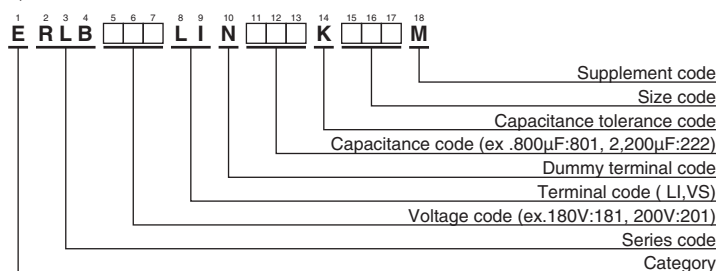 1 2 3 4 5 6 7 8 9 10 11 12 13 14 15 16 17 18
E R L B □□□ L I N □□□ K □□□ M
Supplement code
Size code
Capacitance tolerance code
Capacitance code (ex .800μF:801, 2,200μF:222)
Dummy terminal code
Terminal code ( LI,VS)
Voltage code (ex.180V:181, 200V:201)
Series code
Category